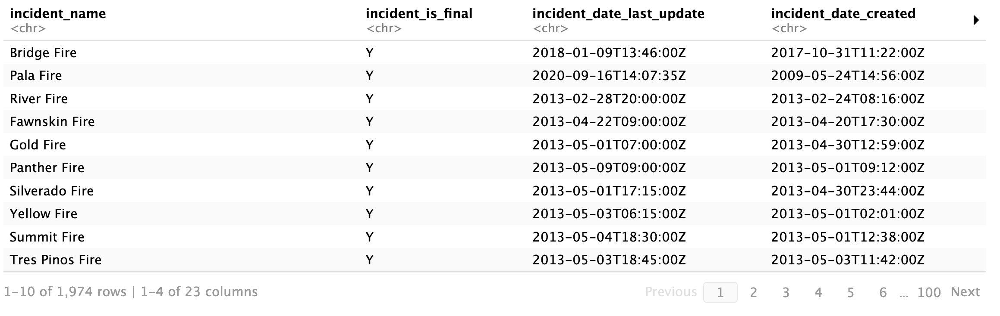 incident_name incident_is_final incident_date_last_update incident_date_created
<chr> <chr> <chr> <chr>
Bridge Fire Y 2018-01-09T13:46:00Z 2017-10-31T11:22:00Z
Pala Fire Y 2020-09-16T14:07:35Z 2009-05-24T14:56:00Z
River Fire Y 2013-02-28T20:00:00Z 2013-02-24T08:16:00Z
Fawnskin Fire Y 2013-04-22T09:00:00Z 2013-04-20T17:30:00Z
Gold Fire Y 2013-05-01T07:00:00Z 2013-04-30T12:59:00Z
Panther Fire Y 2013-05-09T09:00:00Z 2013-05-01T09:12:00Z
Silverado Fire Y 2013-05-01T17:15:00Z 2013-04-30T23:44:00Z
Yellow Fire Y 2013-05-03T06:15:00Z 2013-05-01T02:01:00Z
Summit Fire Y 2013-05-04T18:30:00Z 2013-05-01T12:38:00Z
Tres Pinos Fire Y 2013-05-03T18:45:00Z 2013-05-03T11:42:00Z
1-10 of 1,974 rows | 1-4 of 23 columns Previous 1 2 3 4 5 6 ... 100 Next